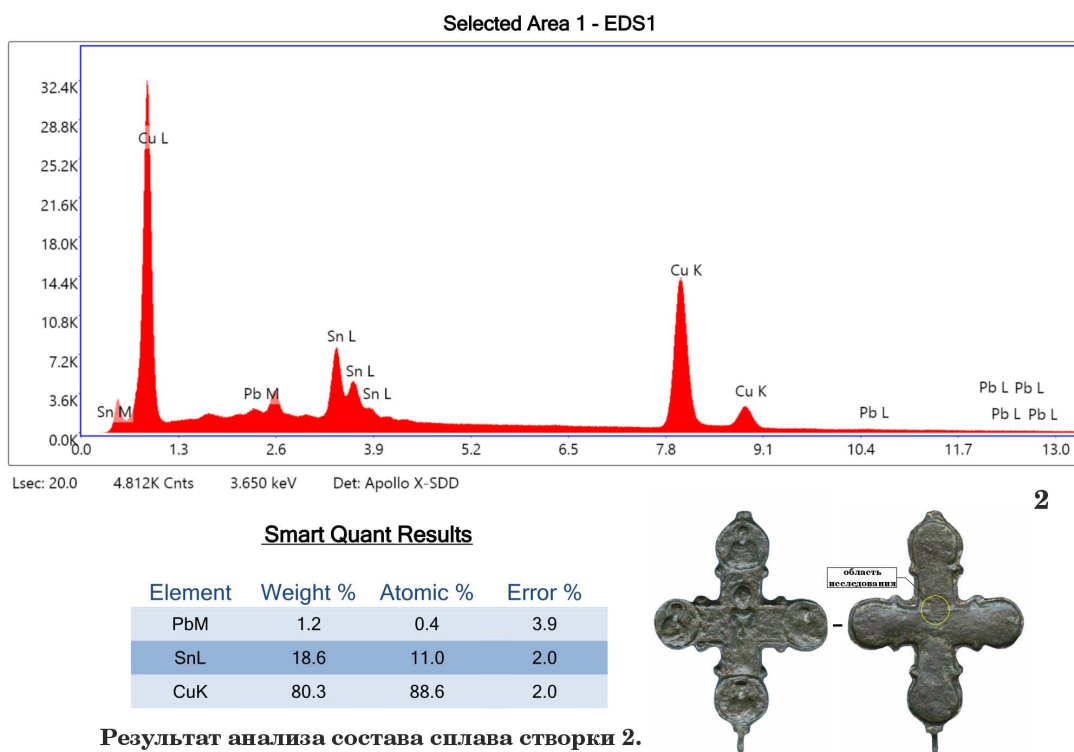 Selected Area 1 - EDS1
32.4K
28.8K
25.2K
21.6K
18.0K
14.4K
10.8K
7.2K
3.6K
0.0K
Cu L
Sn M
Pb M
Sn L
Sn L
Sn L
Cu K
Cu K
Pb L
Pb L Pb L
Pb L Pb L
0.0 1.3 2.6 3.9 5.2 6.5 7.8 9.1 10.4 11.7 13.0
Lsec: 20.0 4.812K Cnts 3.650 keV Det: Apollo X-SDD
2
Smart Quant Results
Element Weight % Atomic % Error %
PbM 1.2 0.4 3.9
SnL 18.6 11.0 2.0
CuK 80.3 88.6 2.0
область
исследования
Результат анализа состава сплава створки 2.